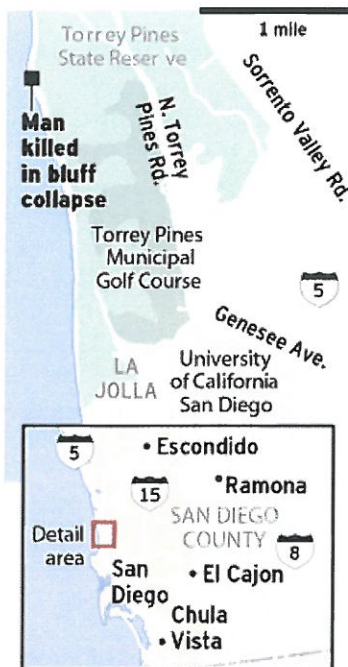 Torrey Pines
State Reserve
1 mile
Sorrento Valley Rd.
N. Torrey
Pines Rd.
Man
killed
in bluff
collapse
Torrey Pines
Municipal
Golf Course
5
Genesee Ave.
LA
JOLLA
University
of California
San Diego
5
Escondido
15
Ramona
SAN DIEGO
COUNTY
8
Detail
area
San
Diego
El Cajon
Chula
Vista